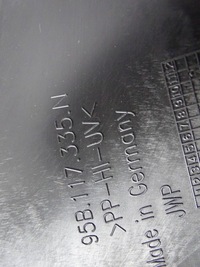 95B.117.335.N
>PP-HI-UV<
Made in Germany
JWP